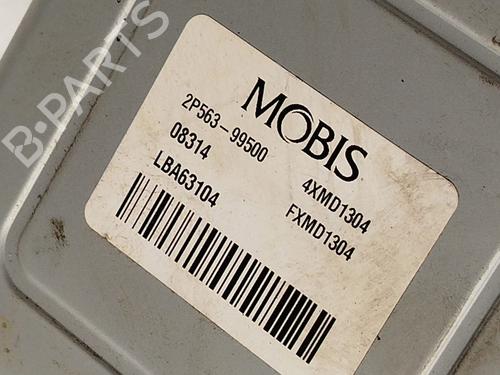 B-PARTS
MOBIS
2P563-99500 4XMD1304
08314
LBA63104 FXMD1304